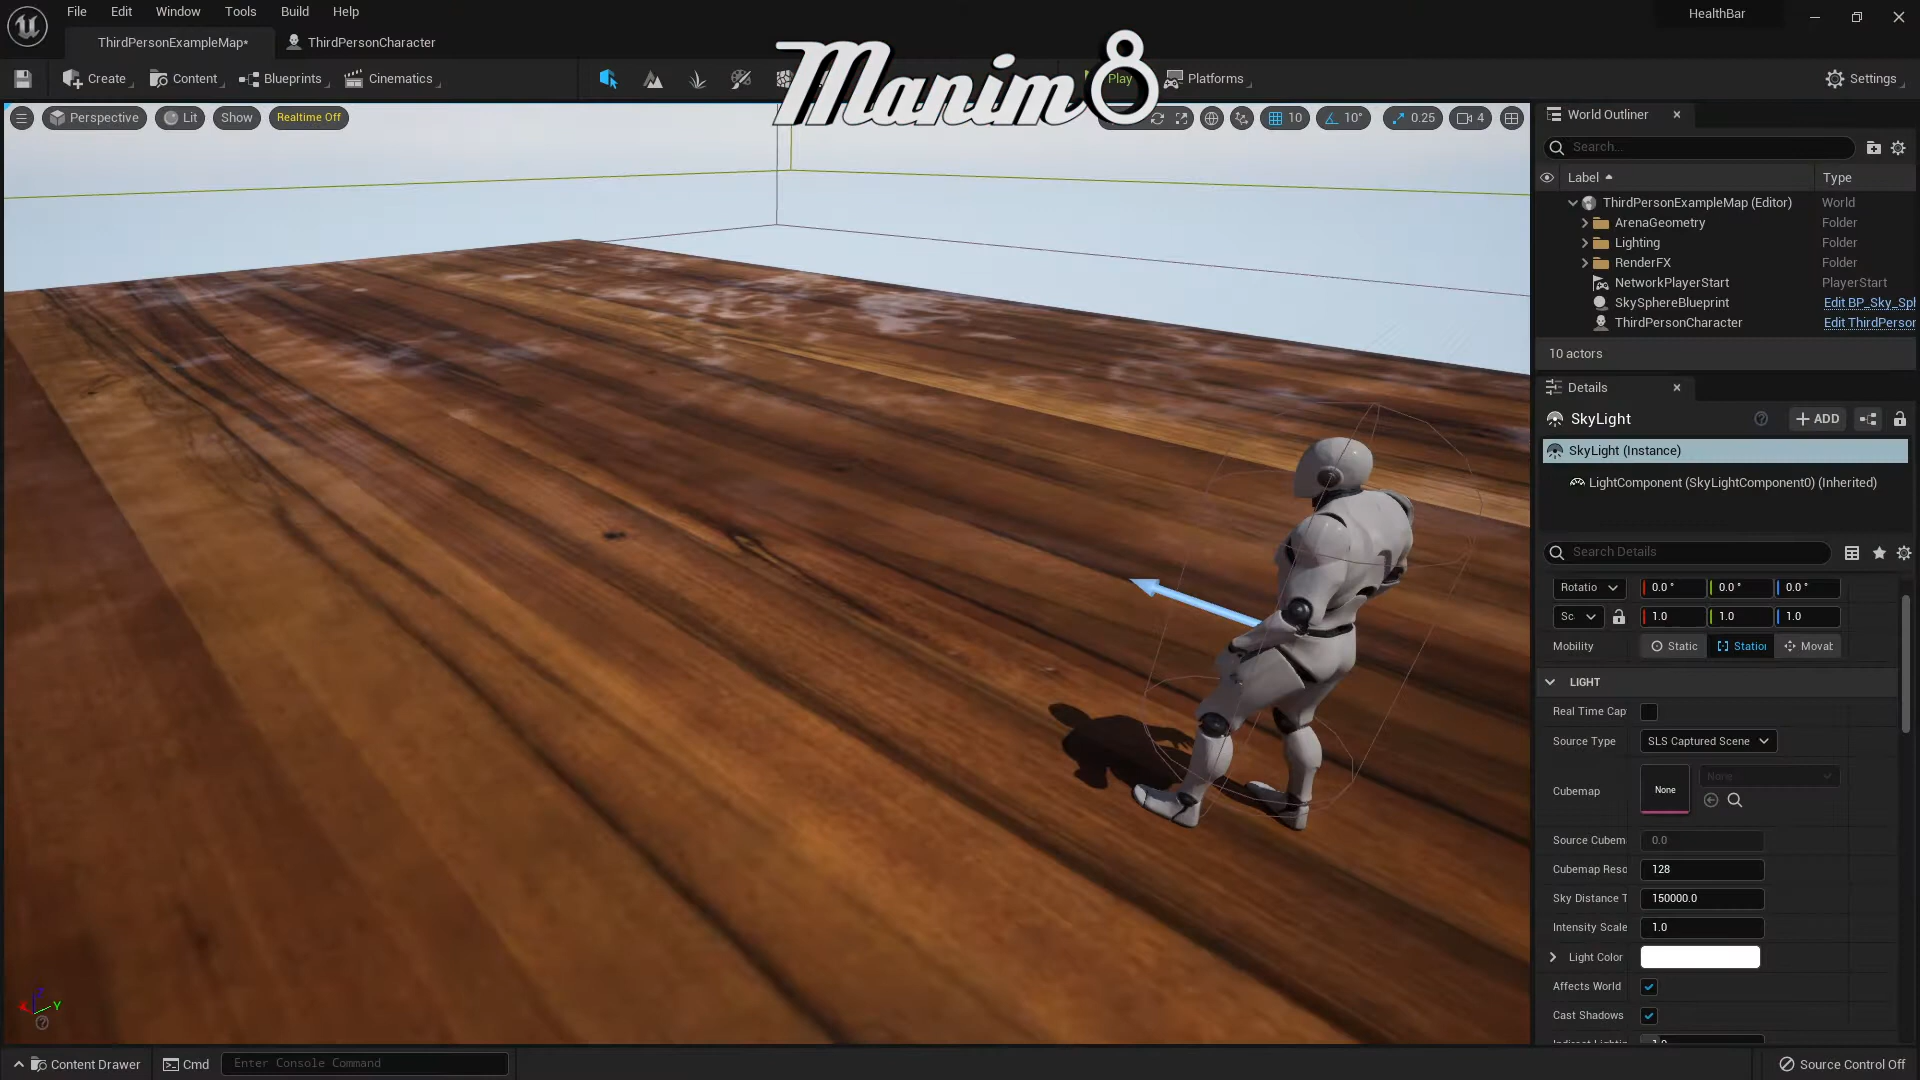 File Edit Window Tools Build Help
HealthBar
ThirdPersonExampleMap*
ThirdPersonCharacter
Create
Content
Blueprints
Cinematics
Manim8
Play
Platforms
Settings
Perspective
Lit
Show
Realtime Off
10
10°
0.25
4
World Outliner
Search...
Label
Type
ThirdPersonExampleMap (Editor) World
ArenaGeometry Folder
Lighting Folder
RenderFX Folder
NetworkPlayerStart PlayerStart
SkySphereBlueprint Edit BP_Sky_Sph
ThirdPersonCharacter Edit ThirdPerson
10 actors
Details
SkyLight
ADD
SkyLight (Instance)
LightComponent (SkyLightComponent0) (Inherited)
Search Details
Rotatio 0.0° 0.0° 0.0°
Sc 1.0 1.0 1.0
Mobility Static Station Movab
LIGHT
Real Time Cap
Source Type SLS Captured Scene
Cubemap None None
Source Cubem 0.0
Cubemap Reso 128
Sky Distance T 150000.0
Intensity Scale 1.0
Light Color
Affects World
Cast Shadows
X Y Z
Content Drawer
Cmd
Enter Console Command
Source Control Off